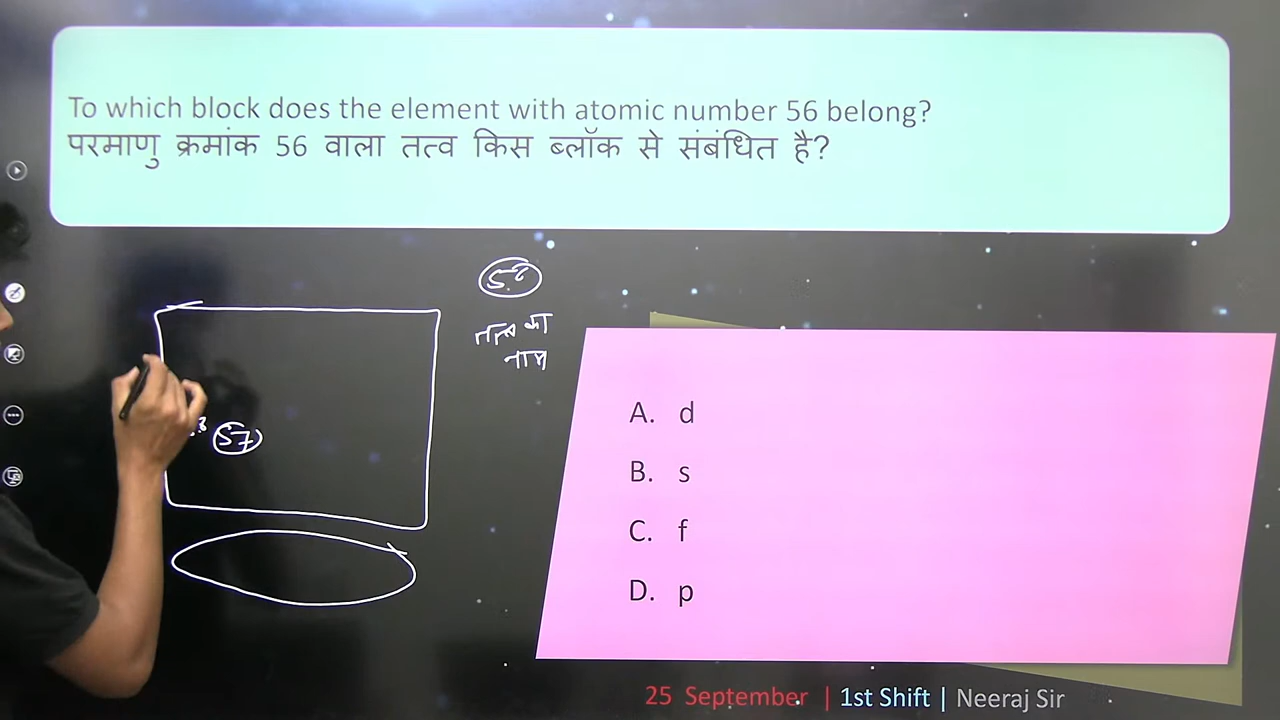 To which block does the element with atomic number 56 belong?
परमाणु क्रमांक 56 वाला तत्व किस ब्लॉक से संबंधित है?
तत्व का
नाम
57
A. d
B. s
C. f
D. p
25 September | 1st Shift | Neeraj Sir